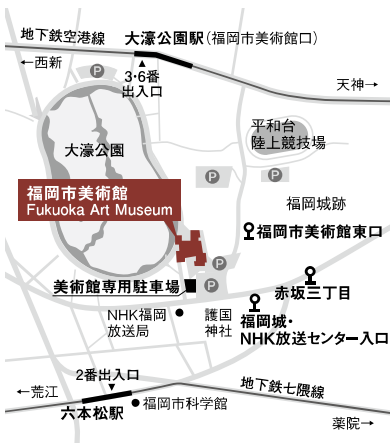 地下鉄空港線
大濠公園駅(福岡市美術館口)
←西新
P
3・6番
出入口
天神→
P
平和台
陸上競技場
大濠公園
P
P
福岡市美術館
Fukuoka Art Museum
福岡城跡
福岡市美術館東口
P
美術館専用駐車場
P
赤坂三丁目
NHK福岡
放送局
護国
神社
福岡城・
NHK放送センター入口
2番出入口
←荒江
地下鉄七隈線
六本松駅
福岡市科学館
薬院→